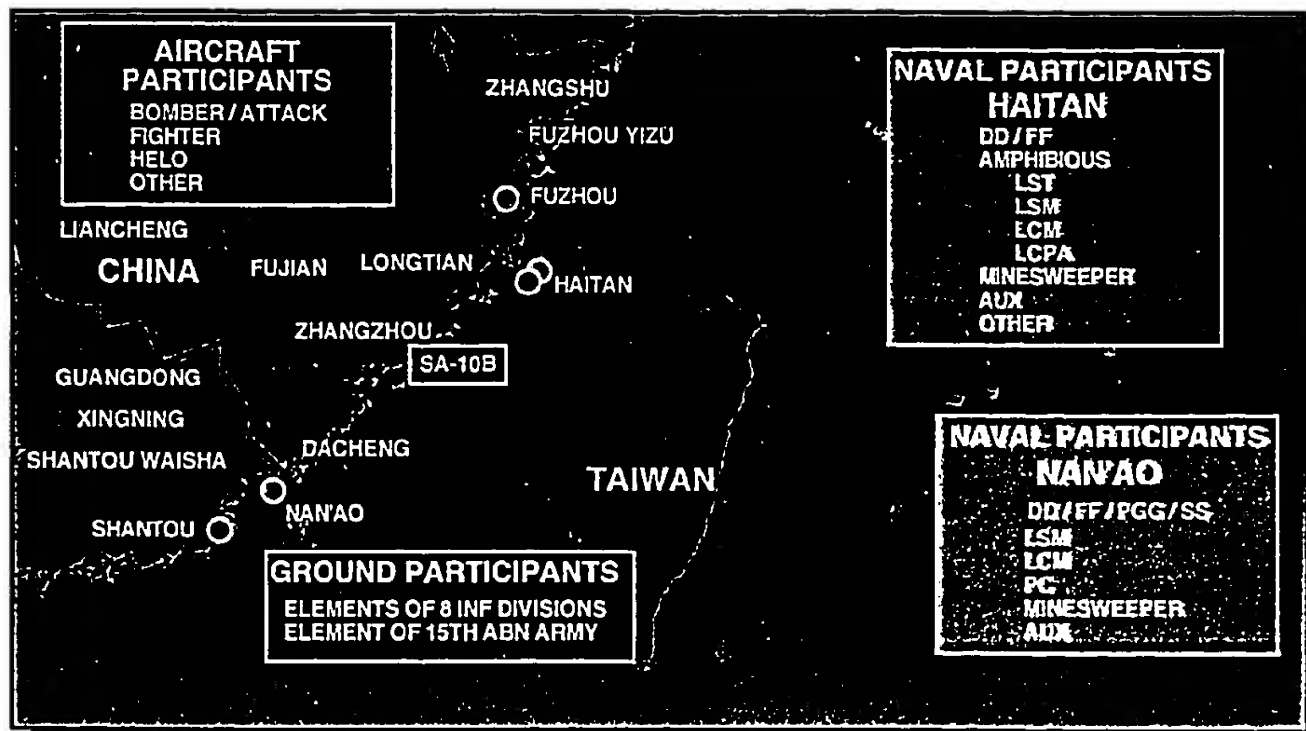 AIRCRAFT
PARTICIPANTS
BOMBER / ATTACK
FIGHTER
HELO
OTHER
NAVAL PARTICIPANTS
HAITAN
DD / FF
AMPHIBIOUS
LST
LSM
LCM
LCPA
MINESWEEPER
AUX
OTHER
ZHANGSHU
FUZHOU YIZU
FUZHOU
LIANCHENG
CHINA
FUJIAN
LONGTIAN
HAITAN
ZHANGZHOU
SA-10B
GUANGDONG
XINGNING
SHANTOU WAISHA
DACHENG
TAIWAN
NAN'AO
SHANTOU
NAVAL PARTICIPANTS
NAN'AO
DD / FF / PGG / SS
LSM
LCM
PC
MINESWEEPER
AUX
GROUND PARTICIPANTS
ELEMENTS OF 8 INF DIVISIONS
ELEMENT OF 15TH ABN ARMY